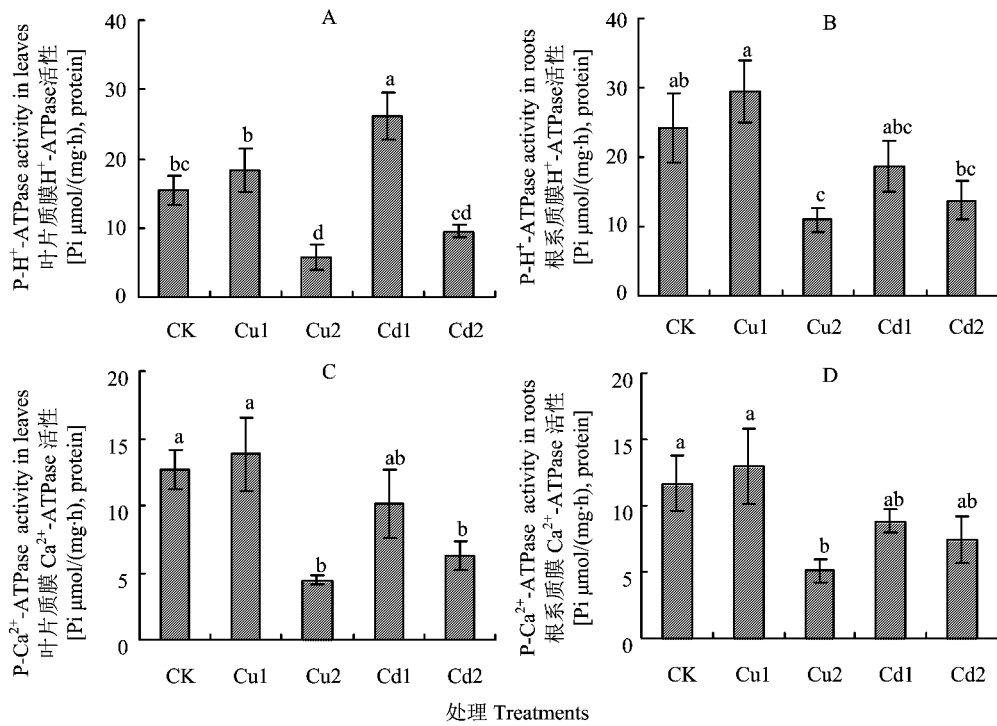 A
P-H⁺-ATPase activity in leaves
叶片质膜H⁺-ATPase活性
[Pi μmol/(mg·h), protein]
40
30
20
10
0
bc
b
d
a
cd
CK Cu1 Cu2 Cd1 Cd2
B
P-H⁺-ATPase activity in roots
根系质膜H⁺-ATPase活性
[Pi μmol/(mg·h), protein]
40
30
20
10
0
ab
a
c
abc
bc
CK Cu1 Cu2 Cd1 Cd2
C
P-Ca²⁺-ATPase activity in leaves
叶片质膜 Ca²⁺-ATPase 活性
[Pi μmol/(mg·h), protein]
20
15
10
5
0
a
a
b
ab
b
CK Cu1 Cu2 Cd1 Cd2
D
P-Ca²⁺-ATPase activity in roots
根系质膜 Ca²⁺-ATPase 活性
[Pi μmol/(mg·h), protein]
20
15
10
5
0
a
a
b
ab
ab
CK Cu1 Cu2 Cd1 Cd2
处理 Treatments